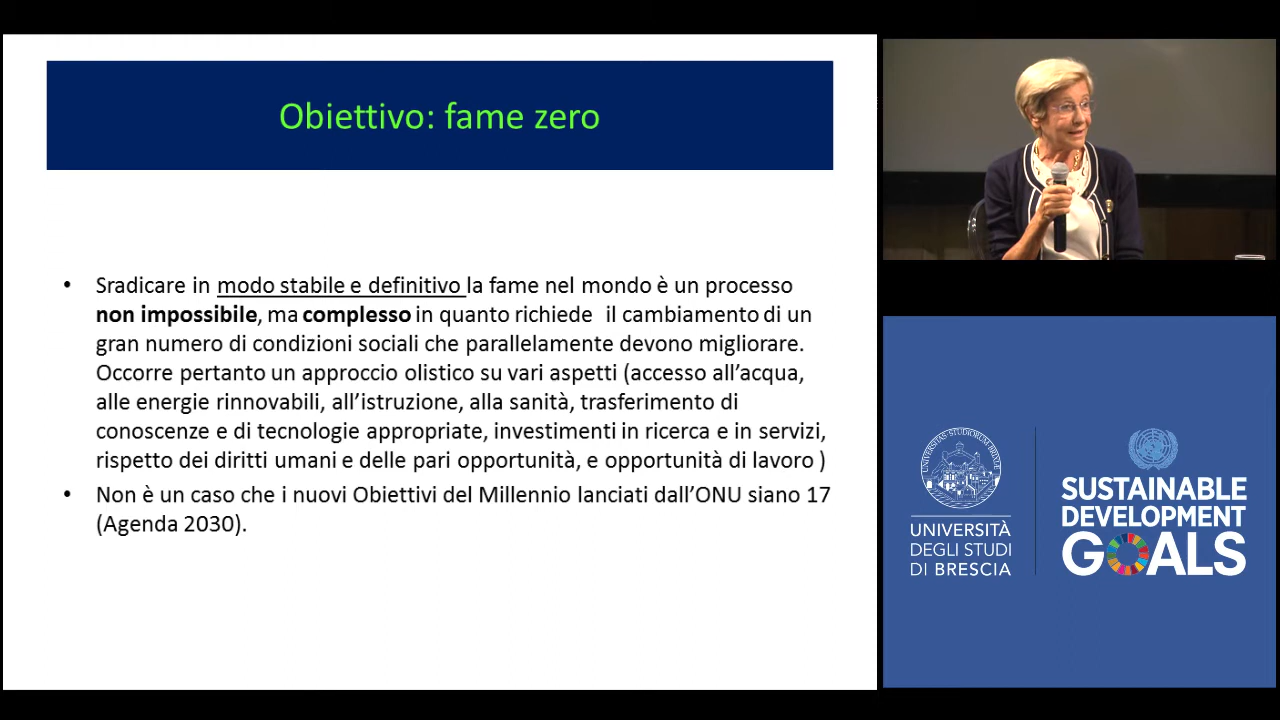 Obiettivo: fame zero
• Sradicare in modo stabile e definitivo la fame nel mondo è un processo
non impossibile, ma complesso in quanto richiede il cambiamento di un
gran numero di condizioni sociali che parallelamente devono migliorare.
Occorre pertanto un approccio olistico su vari aspetti (accesso all’acqua,
alle energie rinnovabili, all’istruzione, alla sanità, trasferimento di
conoscenze e di tecnologie appropriate, investimenti in ricerca e in servizi,
rispetto dei diritti umani e delle pari opportunità, e opportunità di lavoro )
• Non è un caso che i nuovi Obiettivi del Millennio lanciati dall’ONU siano 17
(Agenda 2030).
UNIVERSITÀ
DEGLI STUDI
DI BRESCIA
SUSTAINABLE
DEVELOPMENT
GOALS